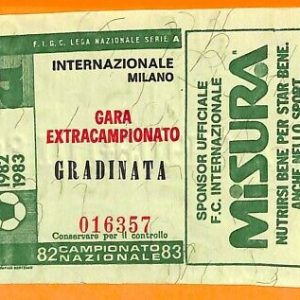 F.I.G.C. LEGA NAZIONALE SERIE A
INTERNAZIONALE
MILANO
GARA
EXTRACAMPIONATO
GRADINATA
016357
Conservare per il controllo
82 CAMPIONATO 83
NAZIONALE
1982
1983
SPONSOR UFFICIALE
F.C. INTERNAZIONALE
MISURA
NUTRIRSI BENE PER STAR BENE.
ANCHE NELLO SPORT.